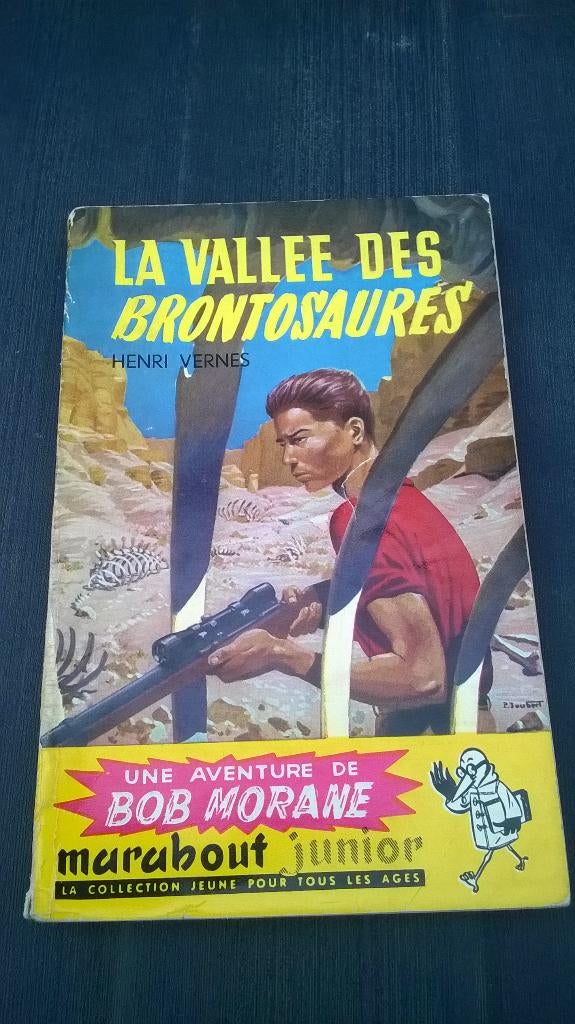 LA VALLEE DES
BRONTOSAURES
HENRI VERNES
P. Joubert
UNE AVENTURE DE
BOB MORANE
marabout junior
LA COLLECTION JEUNE POUR TOUS LES AGES